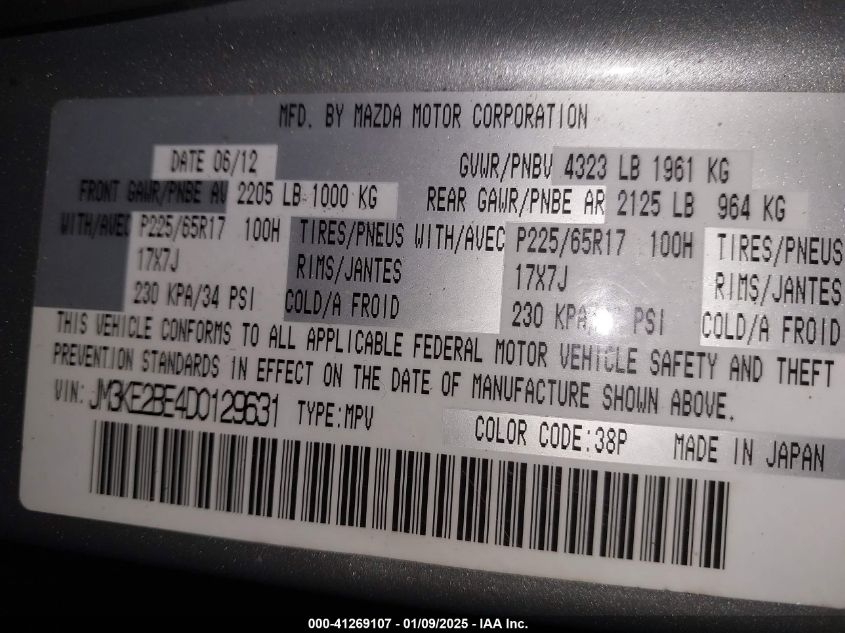 MFD. BY MAZDA MOTOR CORPORATION
DATE 06/12 GVWR/PNBV 4323 LB 1961 KG
FRONT GAWR/PNBE AV 2205 LB 1000 KG REAR GAWR/PNBE AR 2125 LB 964 KG
WITH/AVEC P225/65R17 100H TIRES/PNEUS WITH/AVEC P225/65R17 100H TIRES/PNEUS
17X7J RIMS/JANTES 17X7J RIMS/JANTES
230 KPA/34 PSI COLD/A FROID 230 KPA PSI COLD/A FROID
THIS VEHICLE CONFORMS TO ALL APPLICABLE FEDERAL MOTOR VEHICLE SAFETY AND THEFT
PREVENTION STANDARDS IN EFFECT ON THE DATE OF MANUFACTURE SHOWN ABOVE.
VIN: JM3KE2BE4D0129631 TYPE:MPV
COLOR CODE:38P MADE IN JAPAN
000-41269107 - 01/09/2025 - IAA Inc.